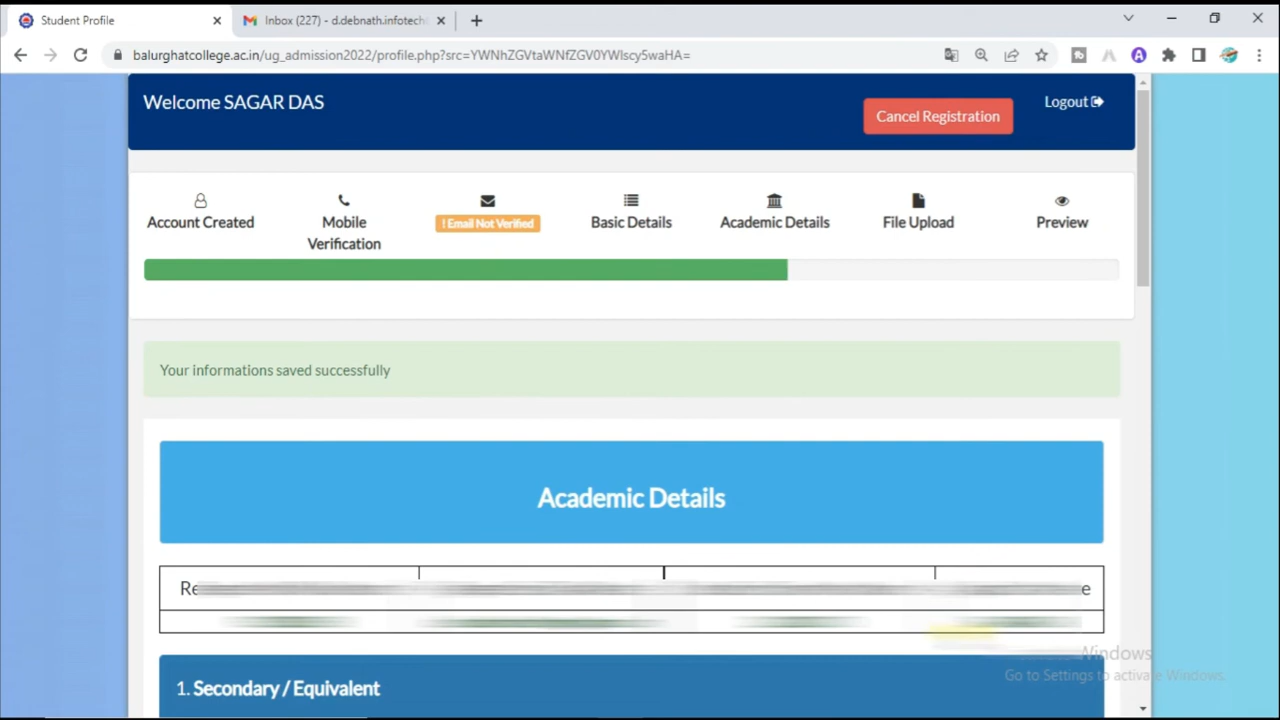 Student Profile
Inbox (227) - d.debnath.infotech
balurghatcollege.ac.in/ug_admission2022/profile.php?src=YWNhZGVtaWNfZGV0YWlscy5waHA=
Welcome SAGAR DAS
Cancel Registration
Logout
Account Created
Mobile Verification
! Email Not Verified
Basic Details
Academic Details
File Upload
Preview
Your informations saved successfully
Academic Details
1. Secondary / Equivalent
Windows
Go to Settings to activate Windows.